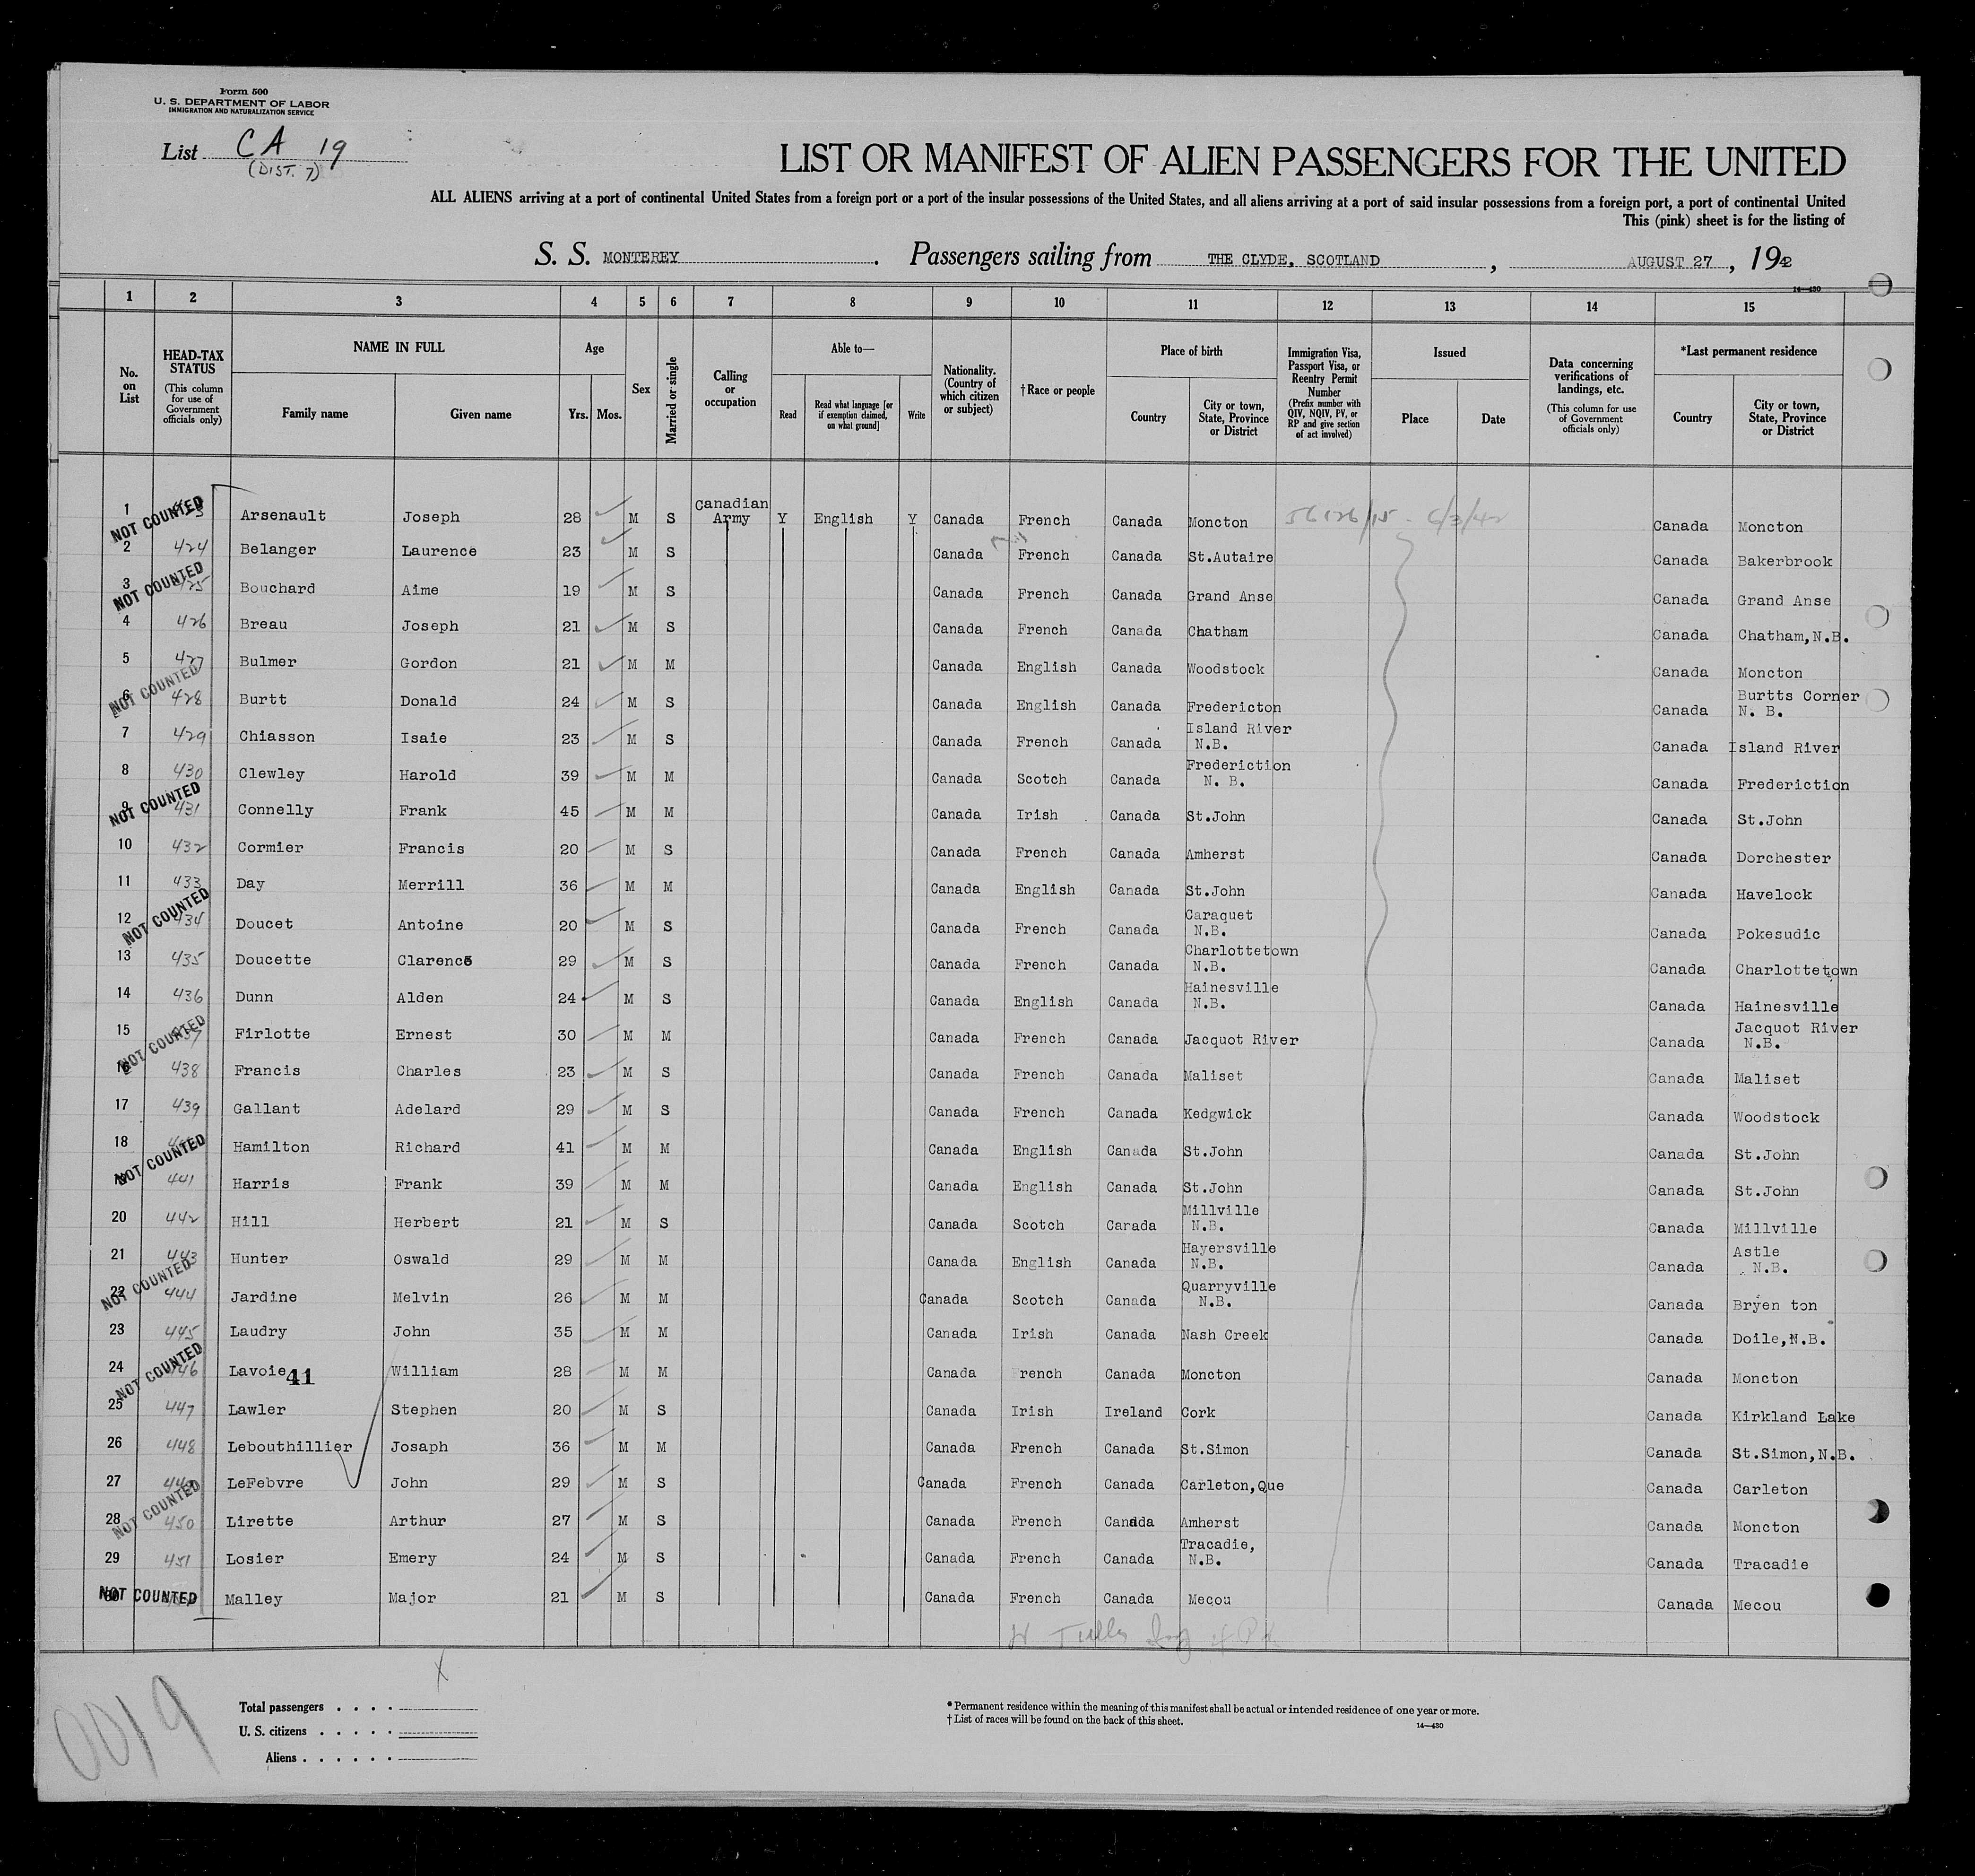 Form 500
U. S. DEPARTMENT OF LABOR
IMMIGRATION AND NATURALIZATION SERVICE
List CA 19
(DIST. 7)
LIST OR MANIFEST OF ALIEN PASSENGERS FOR THE UNITED
ALL ALIENS arriving at a port of continental United States from a foreign port or a port of the insular possessions of the United States, and all aliens arriving at a port of said insular possessions from a foreign port, a port of continental United
This (pink) sheet is for the listing of
S. S. MONTEREY . Passengers sailing from THE CLYDE, SCOTLAND , AUGUST 27 , 1942
14—430
1 2 3 4 5 6 7 8 9 10 11 12 13 14 15
No. on List
HEAD-TAX STATUS (This column for use of Government officials only)
NAME IN FULL Family name Given name
Age Yrs. Mos.
Sex
Married or single
Calling or occupation
Able to— Read Read what language [or if exemption claimed, on what ground] Write
Nationality. (Country of which citizen or subject)
†Race or people
Place of birth Country City or town, State, Province or District
Immigration Visa, Passport Visa, or Reentry Permit Number (Prefix number with QIV, NQIV, PV, or RP and give section of act involved)
Issued Place Date
Data concerning verifications of landings, etc. (This column for use of Government officials only)
*Last permanent residence Country City or town, State, Province or District
1 NOT COUNTED Arsenault Joseph 28 M S Canadian Army Y English Y Canada French Canada Moncton 56126/15 - 6/3/42 Canada Moncton
2 424 Belanger Laurence 23 M S Canada French Canada St.Autaire Canada Bakerbrook
3 NOT COUNTED 425 Bouchard Aime 19 M S Canada French Canada Grand Anse Canada Grand Anse
4 426 Breau Joseph 21 M S Canada French Canada Chatham Canada Chatham,N.B.
5 427 Bulmer Gordon 21 M M Canada English Canada Woodstock Canada Moncton
6 NOT COUNTED 428 Burtt Donald 24 M S Canada English Canada Fredericton Canada Burtts Corner N. B.
7 429 Chiasson Isaie 23 M S Canada French Canada Island River N.B. Canada Island River
8 430 Clewley Harold 39 M M Canada Scotch Canada Frederiction N. B. Canada Frederiction
9 NOT COUNTED 431 Connelly Frank 45 M M Canada Irish Canada St.John Canada St.John
10 432 Cormier Francis 20 M S Canada French Canada Amherst Canada Dorchester
11 433 Day Merrill 36 M M Canada English Canada St.John Canada Havelock
12 NOT COUNTED 434 Doucet Antoine 20 M S Canada French Canada Caraquet N.B. Canada Pokesudic
13 435 Doucette Clarence 29 M S Canada French Canada Charlottetown N.B. Canada Charlottetown
14 436 Dunn Alden 24 M S Canada English Canada Hainesville N.B. Canada Hainesville
15 NOT COUNTED 437 Firlotte Ernest 30 M M Canada French Canada Jacquot River Canada Jacquot River N.B.
16 438 Francis Charles 23 M S Canada French Canada Maliset Canada Maliset
17 439 Gallant Adelard 29 M S Canada French Canada Kedgwick Canada Woodstock
18 NOT COUNTED Hamilton Richard 41 M M Canada English Canada St.John Canada St.John
441 Harris Frank 39 M M Canada English Canada St.John Canada St.John
20 442 Hill Herbert 21 M S Canada Scotch Carada Millville N.B. Canada Millville
21 443 Hunter Oswald 29 M M Canada English Canada Hayersville N.B. Canada Astle N.B.
22 NOT COUNTED 444 Jardine Melvin 26 M M Canada Scotch Canada Quarryville N.B. Canada Bryen ton
23 445 Laudry John 35 M M Canada Irish Canada Nash Creek Canada Doile,N.B.
24 NOT COUNTED 446 Lavoie 41 William 28 M M Canada rench Canada Moncton Canada Moncton
25 447 Lawler Stephen 20 M S Canada Irish Ireland Cork Canada Kirkland Lake
26 448 Lebouthillier Josaph 36 M M Canada French Canada St.Simon Canada St.Simon,N.B.
27 449 LeFebvre John 29 M S Canada French Canada Carleton,Que Canada Carleton
28 NOT COUNTED 450 Lirette Arthur 27 M S Canada French Canada Amherst Canada Moncton
29 451 Losier Emery 24 M S Canada French Canada Tracadie, N.B. Canada Tracadie
30 NOT COUNTED Malley Major 21 M S Canada French Canada Mecou Canada Mecou
0019
X
Total passengers . . . .
U. S. citizens . . . . .
Aliens . . . . . .
*Permanent residence within the meaning of this manifest shall be actual or intended residence of one year or more.
†List of races will be found on the back of this sheet.
14—430